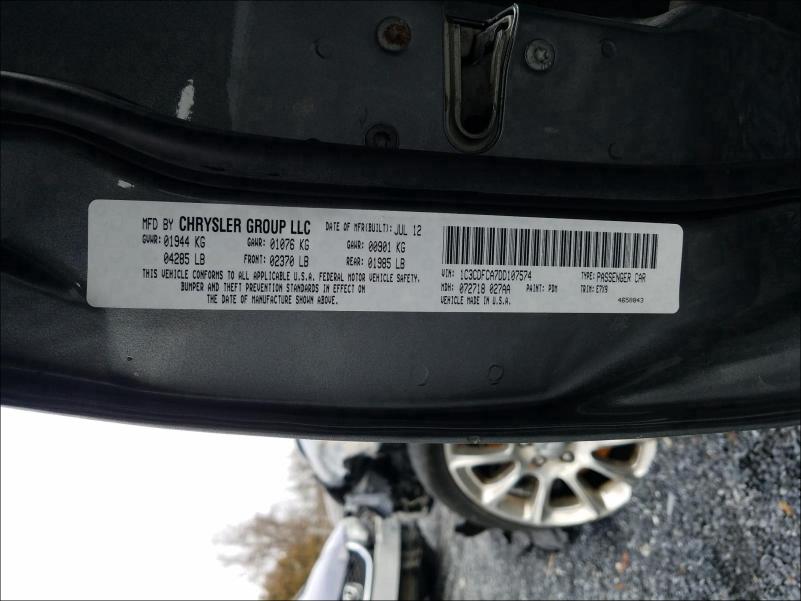 MFD BY CHRYSLER GROUP LLC DATE OF MFR(BUILT): JUL 12
GVWR: 01944 KG GAWR: 01076 KG GAWR: 00901 KG
04285 LB FRONT: 02370 LB REAR: 01985 LB
THIS VEHICLE CONFORMS TO ALL APPLICABLE U.S.A. FEDERAL MOTOR VEHICLE SAFETY,
BUMPER AND THEFT PREVENTION STANDARDS IN EFFECT ON
THE DATE OF MANUFACTURE SHOWN ABOVE.
VIN: 1C3CDFCA7DD107574 TYPE: PASSENGER CAR
MDH: 072718 027AA PAINT: PDM TRIM: E7X9
VEHICLE MADE IN U.S.A. 4658843